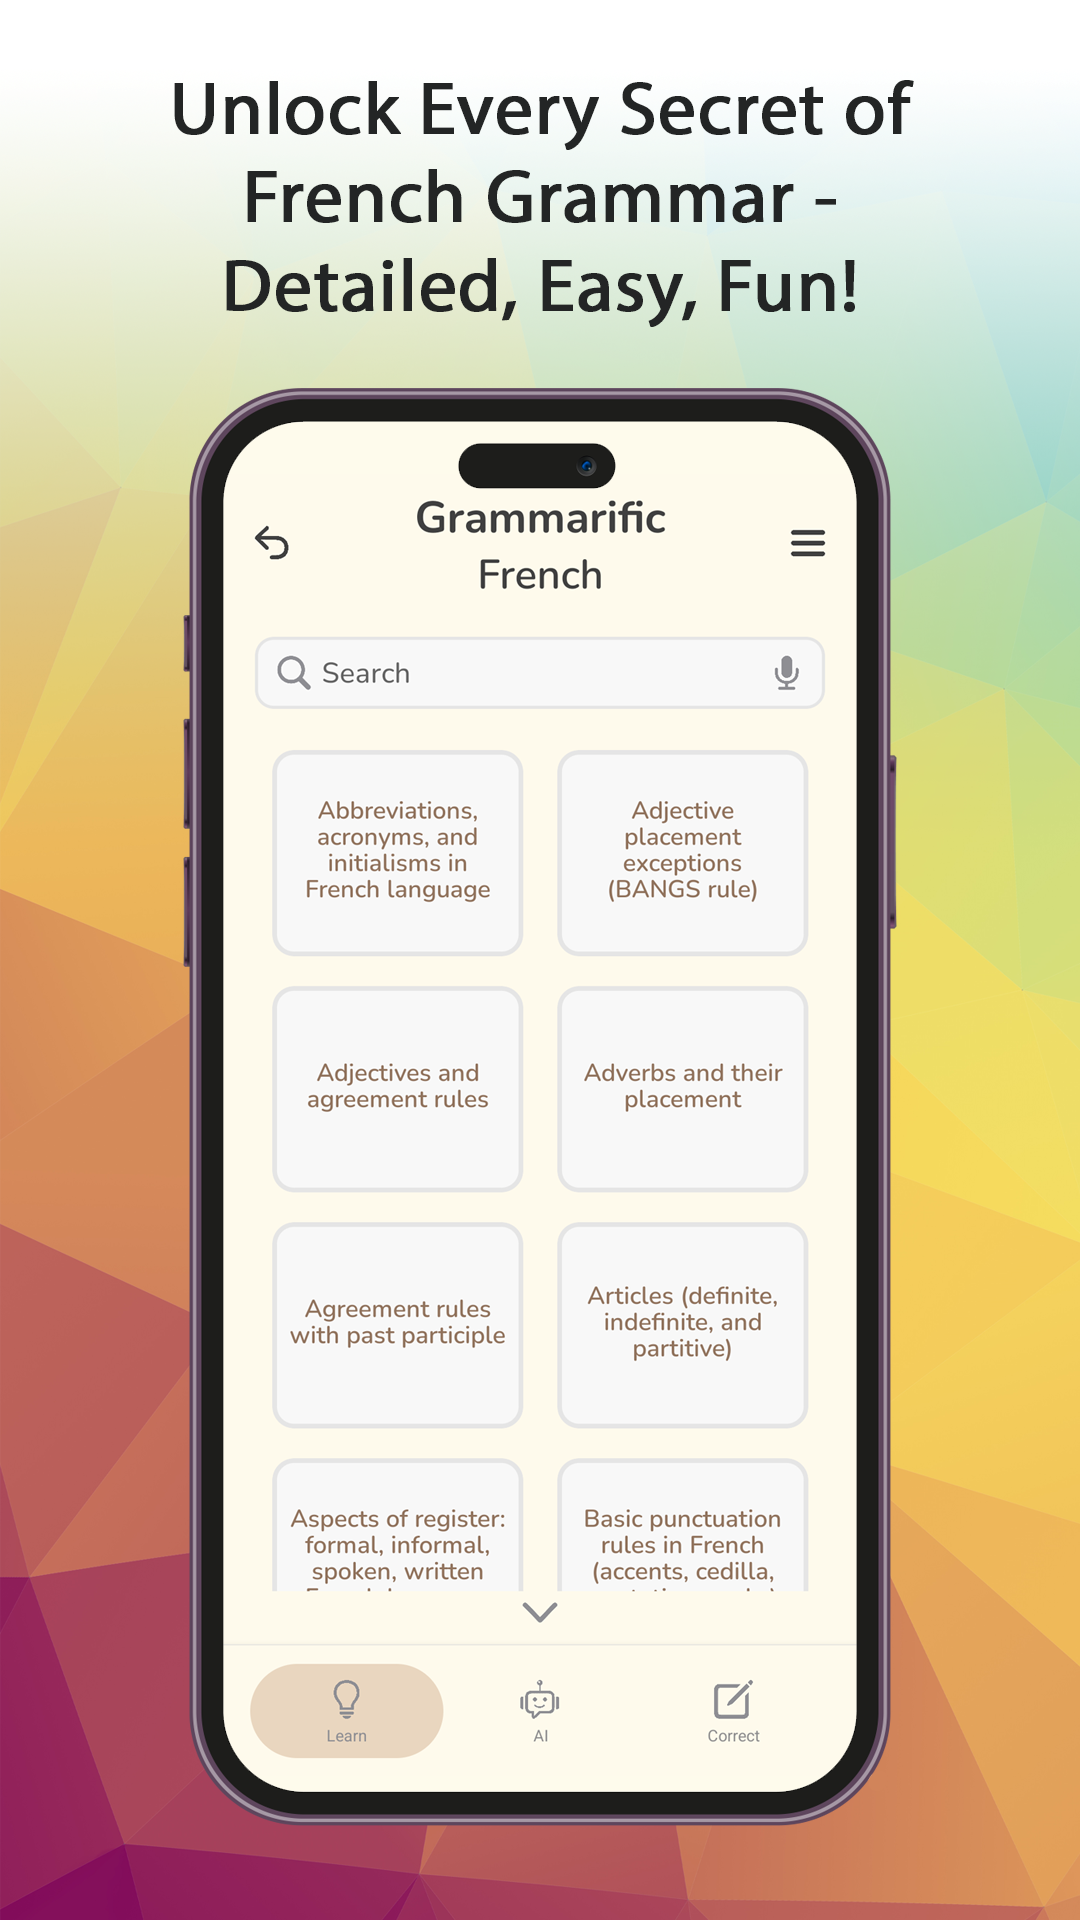 Unlock Every Secret of
French Grammar -
Detailed, Easy, Fun!
Grammarific
French
Search
Abbreviations,
acronyms, and
initialisms in
French language
Adjective
placement
exceptions
(BANGS rule)
Adjectives and
agreement rules
Adverbs and their
placement
Agreement rules
with past participle
Articles (definite,
indefinite, and
partitive)
Aspects of register:
formal, informal,
spoken, written
Basic punctuation
rules in French
(accents, cedilla,
Learn
AI
Correct